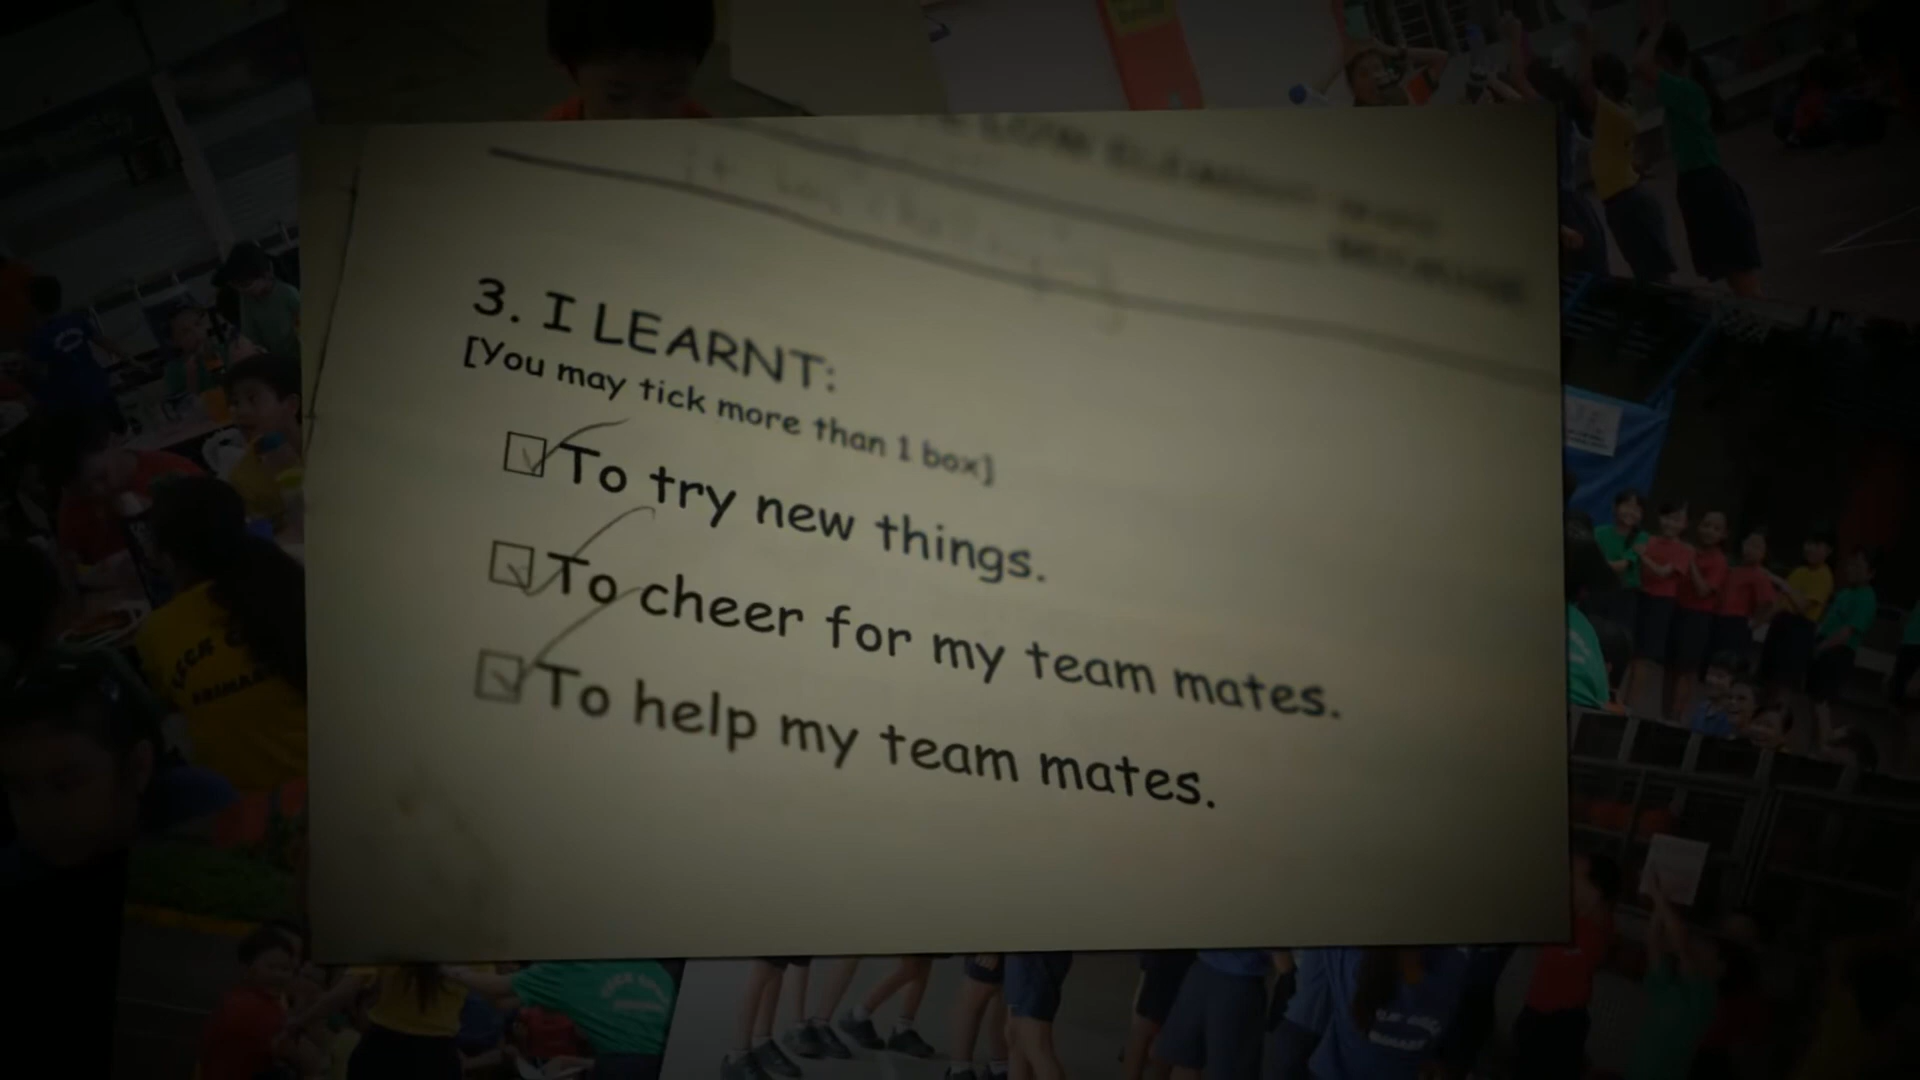 3. I LEARNT:
[You may tick more than 1 box]
To try new things.
To cheer for my team mates.
To help my team mates.